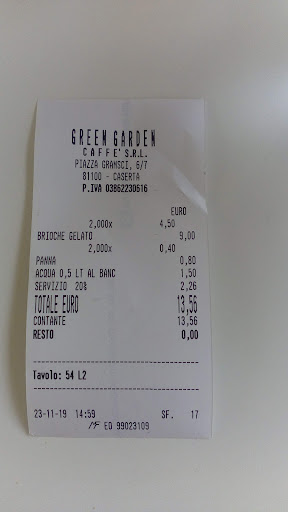 GREEN GARDEN
CAFFE' S.R.L.
PIAZZA GRAMSCI, 6/7
81100 - CASERTA
P.IVA 03862230616
EURO
2,000x 4,50
BRIOCHE GELATO 9,00
2,000x 0,40
PANNA 0,80
ACQUA 0,5 LT AL BANC 1,50
SERVIZIO 20% 2,26
TOTALE EURO 13,56
CONTANTE 13,56
RESTO 0,00
Tavolo: 54 L2
23-11-19 14:59 SF. 17
MF ED 99023109